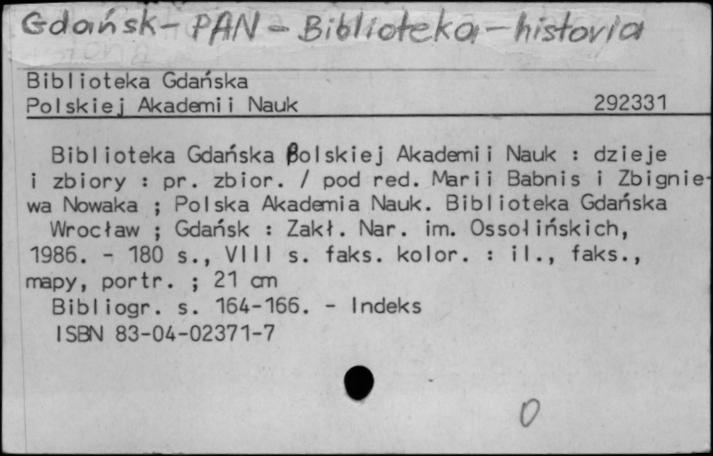 Gdańsk - PAN - Biblioteka - historia
Biblioteka Gdańska
Polskiej Akademii Nauk 292331
Biblioteka Gdańska Polskiej Akademii Nauk : dzieje
i zbiory : pr. zbior. / pod red. Marii Babnis i Zbignie-
wa Nowaka ; Polska Akademia Nauk. Biblioteka Gdańska
Wrocław ; Gdańsk : Zakł. Nar. im. Ossolińskich,
1986. - 180 s., VIII s. faks. kolor. : il., faks.,
mapy, portr. ; 21 cm
Bibliogr. s. 164-166. - Indeks
ISBN 83-04-02371-7
0